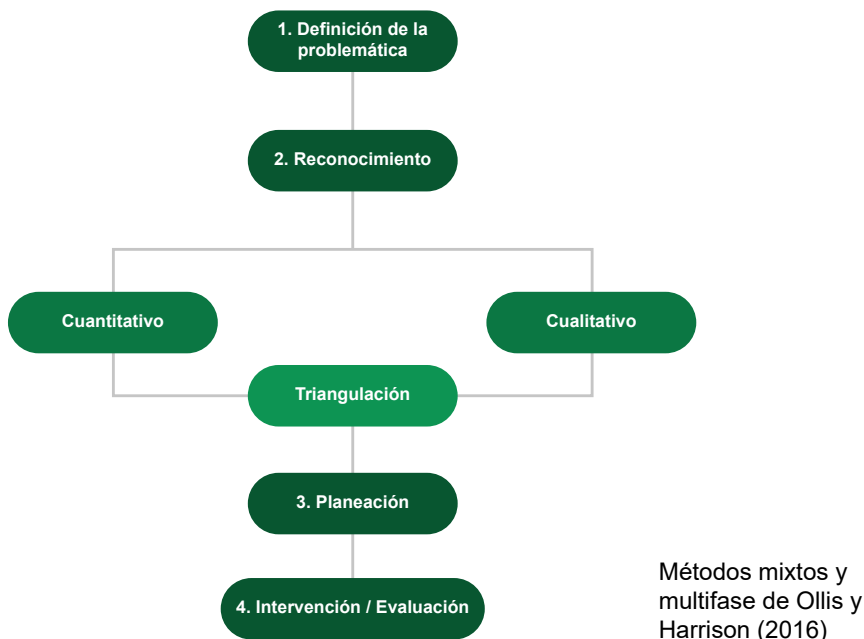 1. Definición de la
problemática
2. Reconocimiento
Cuantitativo
Cualitativo
Triangulación
3. Planeación
4. Intervención / Evaluación
Métodos mixtos y
multifase de Ollis y
Harrison (2016)